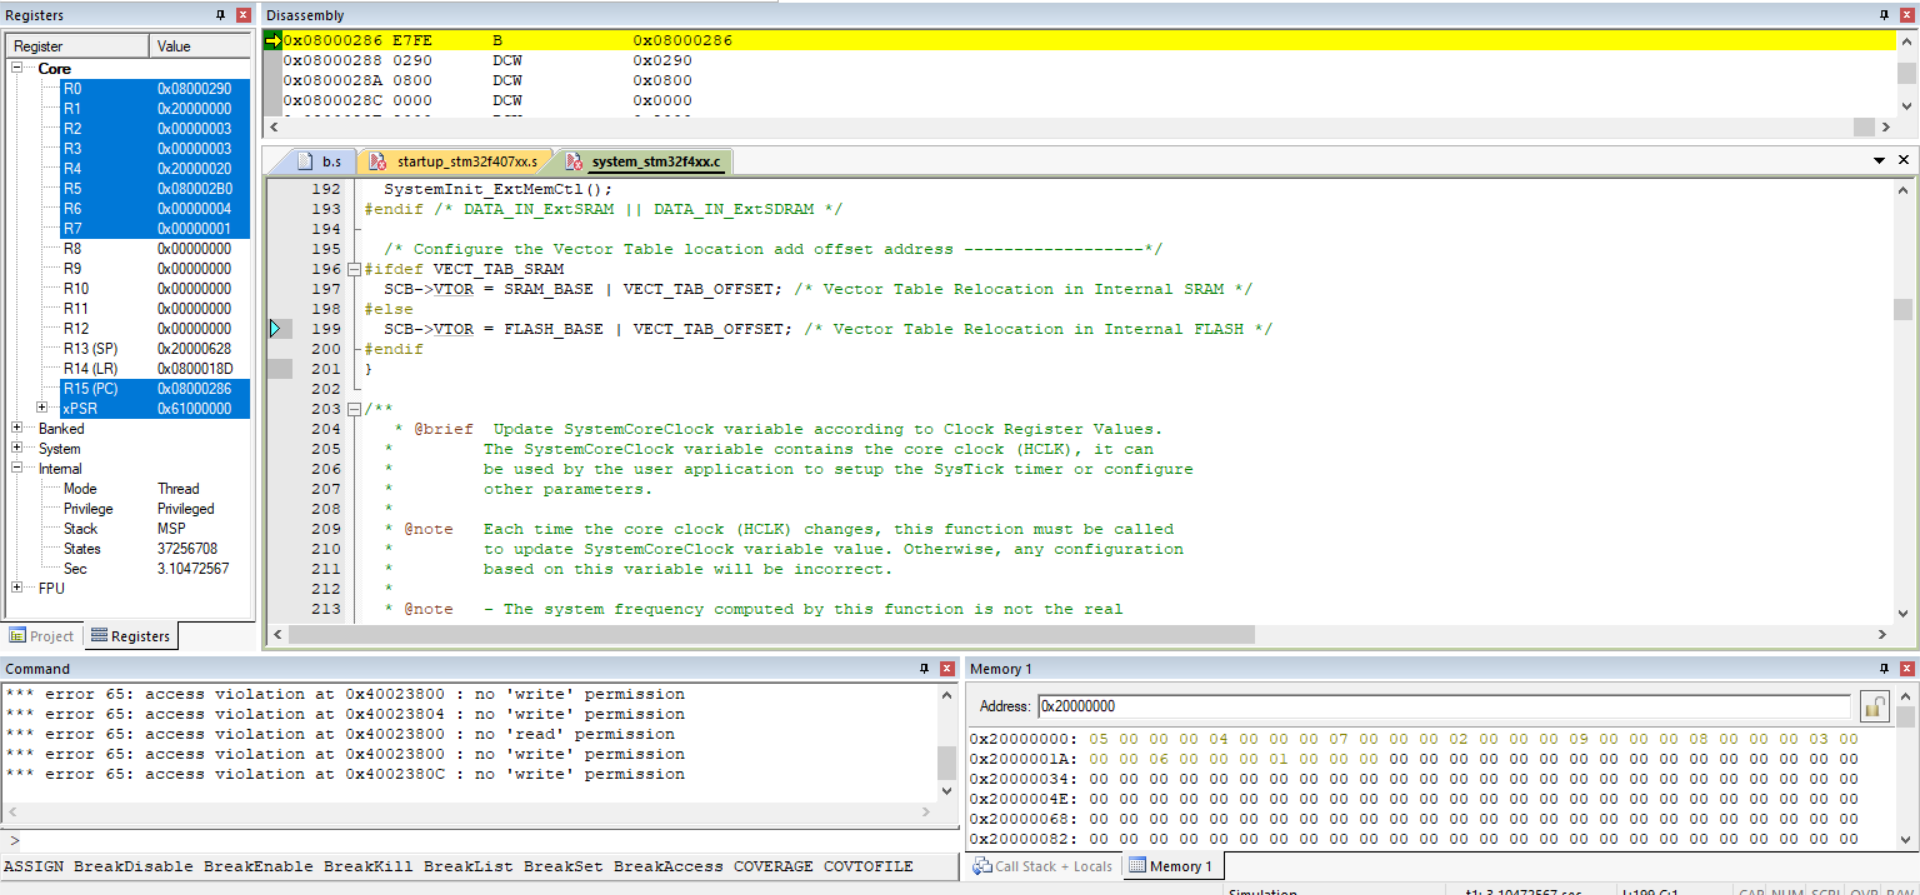 Registers
Register Value
Core
R0 0x08000290
R1 0x20000000
R2 0x00000003
R3 0x00000003
R4 0x20000020
R5 0x080002B0
R6 0x00000004
R7 0x00000001
R8 0x00000000
R9 0x00000000
R10 0x00000000
R11 0x00000000
R12 0x00000000
R13 (SP) 0x20000628
R14 (LR) 0x0800018D
R15 (PC) 0x08000286
xPSR 0x61000000
Banked
System
Internal
Mode Thread
Privilege Privileged
Stack MSP
States 37256708
Sec 3.10472567
FPU
Project Registers
Disassembly
0x08000286 E7FE B 0x08000286
0x08000288 0290 DCW 0x0290
0x0800028A 0800 DCW 0x0800
0x0800028C 0000 DCW 0x0000
b.s startup_stm32f407xx.s system_stm32f4xx.c
192 SystemInit_ExtMemCtl();
193 #endif /* DATA_IN_ExtSRAM || DATA_IN_ExtSDRAM */
194
195 /* Configure the Vector Table location add offset address ------------------*/
196 #ifdef VECT_TAB_SRAM
197 SCB->VTOR = SRAM_BASE | VECT_TAB_OFFSET; /* Vector Table Relocation in Internal SRAM */
198 #else
199 SCB->VTOR = FLASH_BASE | VECT_TAB_OFFSET; /* Vector Table Relocation in Internal FLASH */
200 #endif
201 }
202
203 /**
204 * @brief Update SystemCoreClock variable according to Clock Register Values.
205 * The SystemCoreClock variable contains the core clock (HCLK), it can
206 * be used by the user application to setup the SysTick timer or configure
207 * other parameters.
208 *
209 * @note Each time the core clock (HCLK) changes, this function must be called
210 * to update SystemCoreClock variable value. Otherwise, any configuration
211 * based on this variable will be incorrect.
212 *
213 * @note - The system frequency computed by this function is not the real
Command
*** error 65: access violation at 0x40023800 : no 'write' permission
*** error 65: access violation at 0x40023804 : no 'write' permission
*** error 65: access violation at 0x40023800 : no 'read' permission
*** error 65: access violation at 0x40023800 : no 'write' permission
*** error 65: access violation at 0x4002380C : no 'write' permission
>
ASSIGN BreakDisable BreakEnable BreakKill BreakList BreakSet BreakAccess COVERAGE COVTOFILE
Memory 1
Address: 0x20000000
0x20000000: 05 00 00 00 04 00 00 00 07 00 00 00 02 00 00 00 09 00 00 00 08 00 00 00 03 00
0x2000001A: 00 00 06 00 00 00 01 00 00 00 00 00 00 00 00 00 00 00 00 00 00 00 00 00 00 00
0x20000034: 00 00 00 00 00 00 00 00 00 00 00 00 00 00 00 00 00 00 00 00 00 00 00 00 00 00
0x2000004E: 00 00 00 00 00 00 00 00 00 00 00 00 00 00 00 00 00 00 00 00 00 00 00 00 00 00
0x20000068: 00 00 00 00 00 00 00 00 00 00 00 00 00 00 00 00 00 00 00 00 00 00 00 00 00 00
0x20000082: 00 00 00 00 00 00 00 00 00 00 00 00 00 00 00 00 00 00 00 00 00 00 00 00 00 00
Call Stack + Locals Memory 1
Simulation t1: 3.10472567 sec L:199 C:1 CAP NUM SCRL OVR R/W